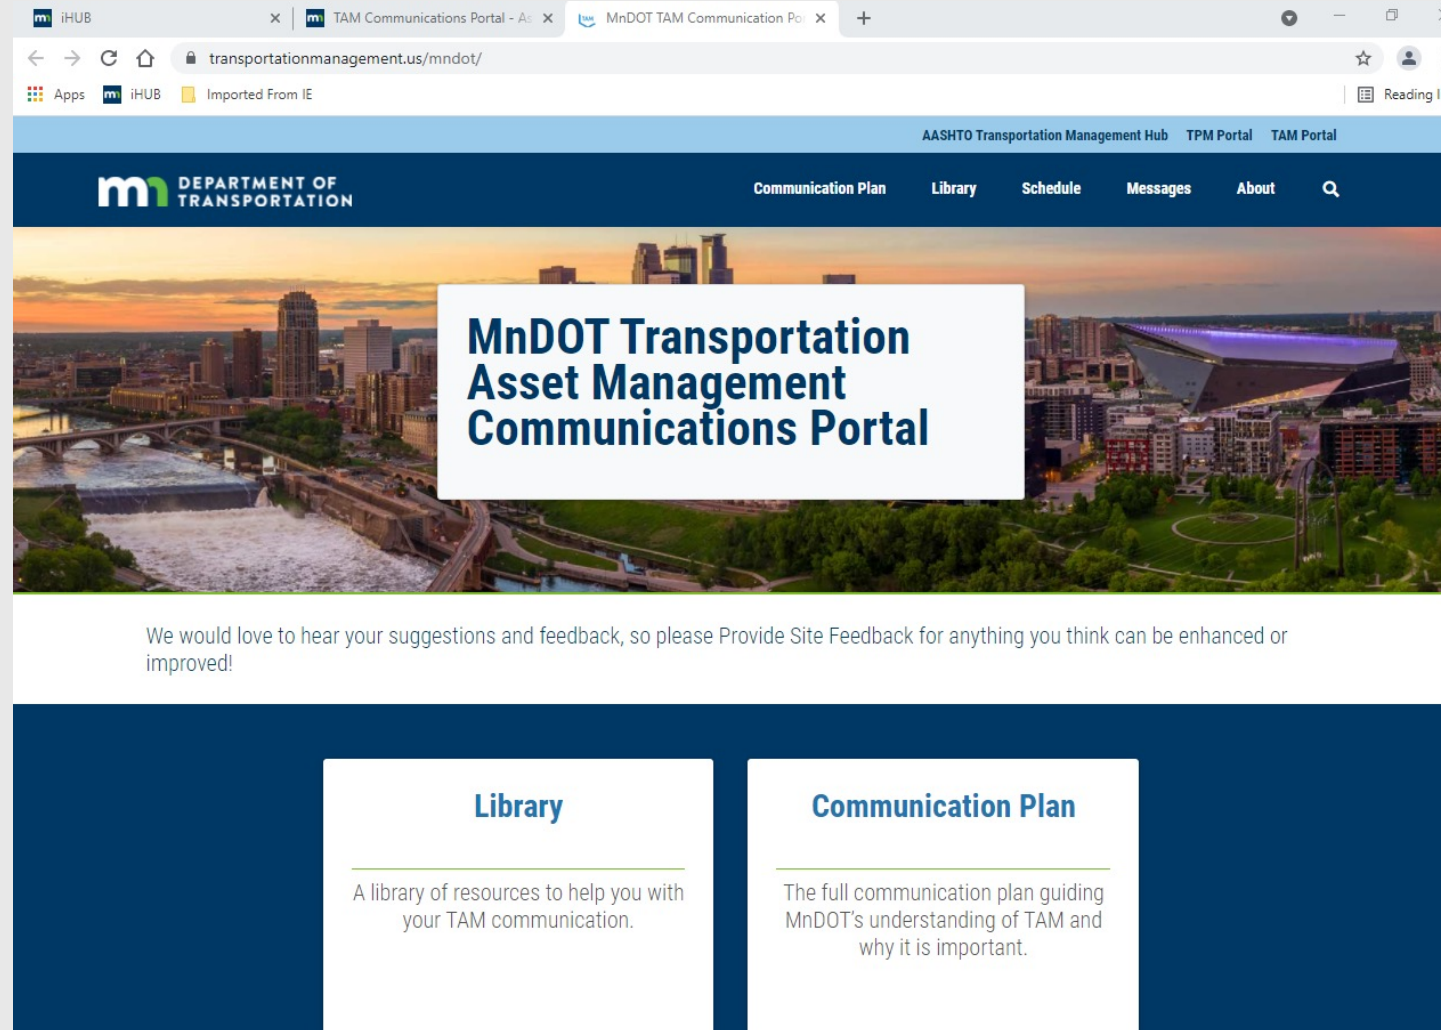 iHUB
TAM Communications Portal - As
MnDOT TAM Communication Por
transportationmanagement.us/mndot/
Apps iHUB Imported From IE Reading
AASHTO Transportation Management Hub TPM Portal TAM Portal
DEPARTMENT OF
TRANSPORTATION
Communication Plan Library Schedule Messages About
MnDOT Transportation
Asset Management
Communications Portal
We would love to hear your suggestions and feedback, so please Provide Site Feedback for anything you think can be enhanced or
improved!
Library
A library of resources to help you with
your TAM communication.
Communication Plan
The full communication plan guiding
MnDOT's understanding of TAM and
why it is important.